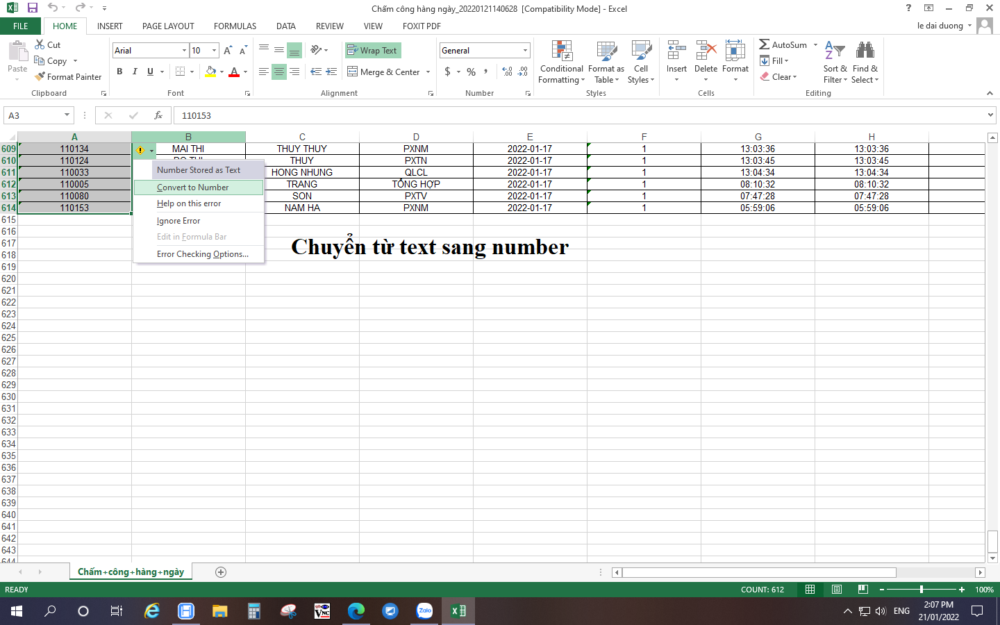 Chấm công hàng ngày_20220121140628 [Compatibility Mode] - Excel
?
FILE HOME INSERT PAGE LAYOUT FORMULAS DATA REVIEW VIEW FOXIT PDF
le dai duong
Paste
Cut
Copy
Format Painter
Clipboard
Arial 10
B I U
Font
Wrap Text
Merge & Center
Alignment
General
$ % ,
Number
Conditional Formatting
Format as Table
Cell Styles
Styles
Insert Delete Format
Cells
AutoSum
Fill
Clear
Sort & Filter
Find & Select
Editing
A3 fx 110153
A B C D E F G H
609 110134 MAI THI THUY THUY PXNM 2022-01-17 1 13:03:36 13:03:36
610 110124 THUY PXTN 2022-01-17 1 13:03:45 13:03:45
611 110033 HONG NHUNG QLCL 2022-01-17 1 13:04:34 13:04:34
612 110005 TRANG TỔNG HỢP 2022-01-17 1 08:10:32 08:10:32
613 110080 SON PXTV 2022-01-17 1 07:47:28 07:47:28
614 110153 NAM HA PXNM 2022-01-17 1 05:59:06 05:59:06
Number Stored as Text
Convert to Number
Help on this error
Ignore Error
Edit in Formula Bar
Error Checking Options...
615
616
617
Chuyển từ text sang number
618
619
620
621
622
623
624
625
626
627
628
629
630
631
632
633
634
635
636
637
638
639
640
641
642
643
644
Chấm+công+hàng+ngày
READY COUNT: 612 100%
VNC
Zalo
ENG
2:07 PM
21/01/2022